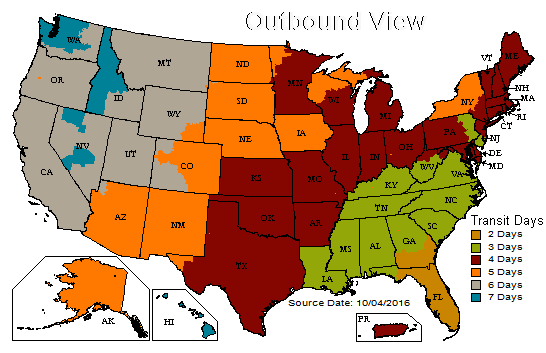 Outbound View
WA
MT
ND
MN
VT
ME
OR
ID
SD
WI
MI
NY
NH
MA
RI
CT
WY
NE
IA
PA
NJ
NV
UT
CO
IL
IN
OH
DE
MD
CA
KS
MO
KY
WV
VA
AZ
NM
OK
AR
TN
NC
SC
TX
LA
MS
AL
GA
FL
Transit Days
2 Days
3 Days
4 Days
5 Days
6 Days
7 Days
Source Date: 10/04/2016
AK
HI
PR